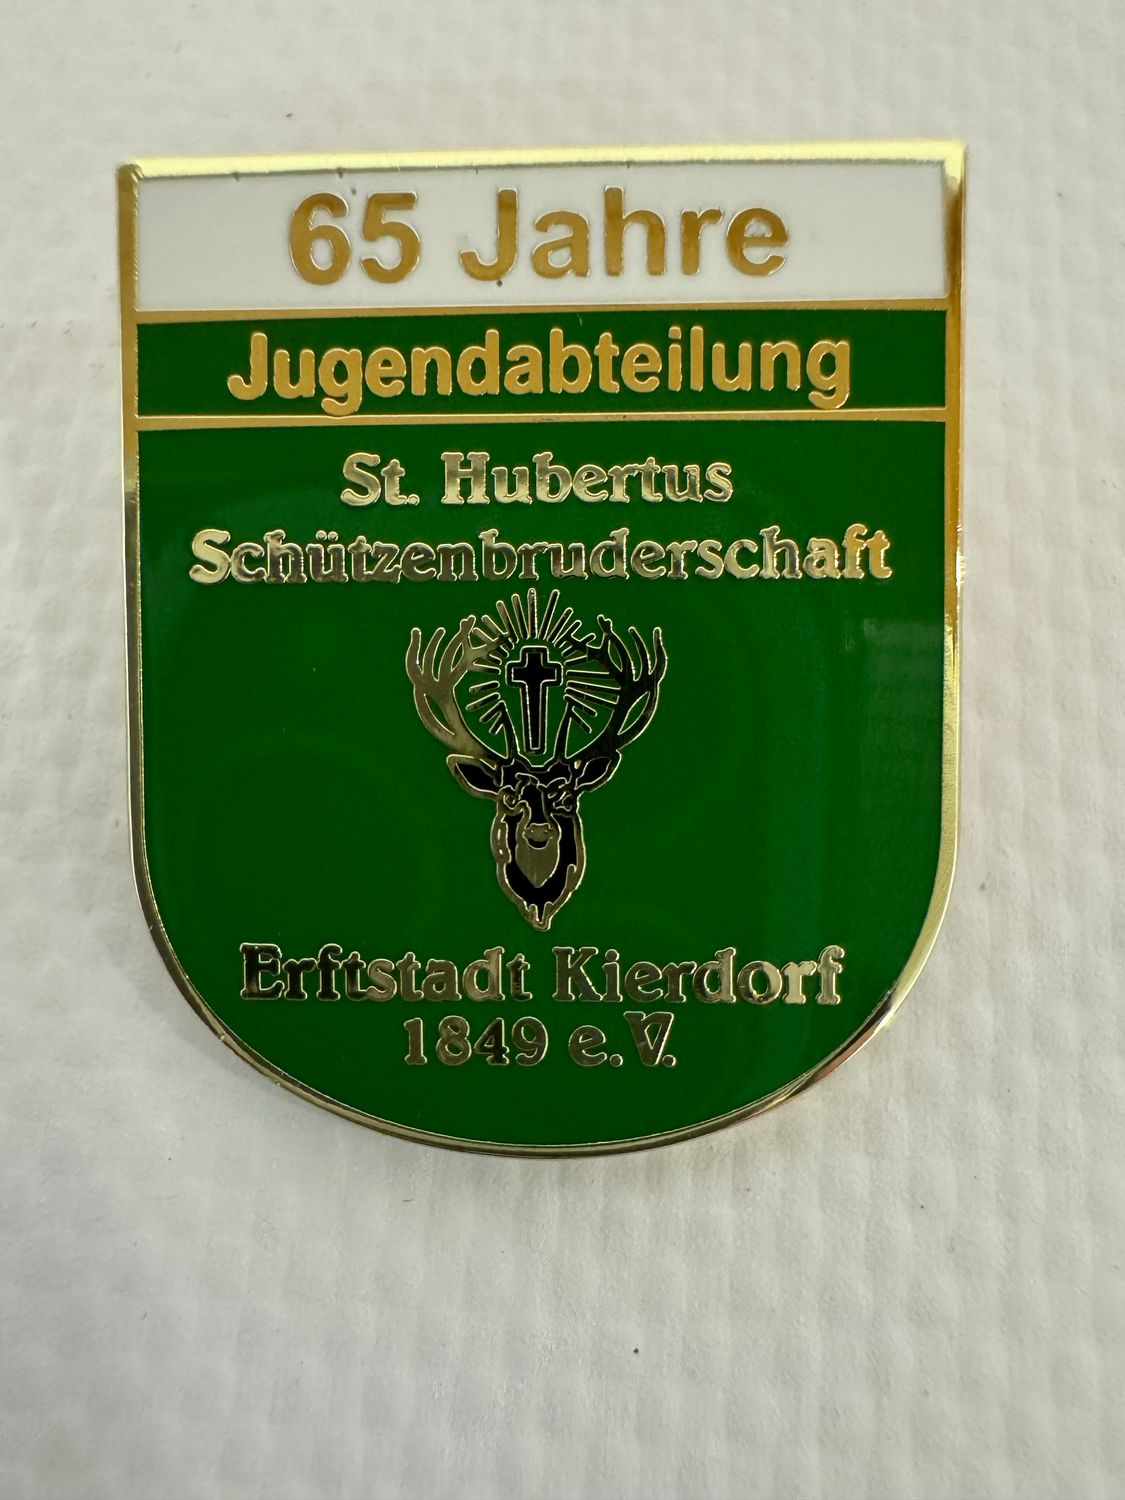 65 Jahre
Jugendabteilung
St. Hubertus
Schützenbruderschaft
Erftstadt Kierdorf
1849 e.V.